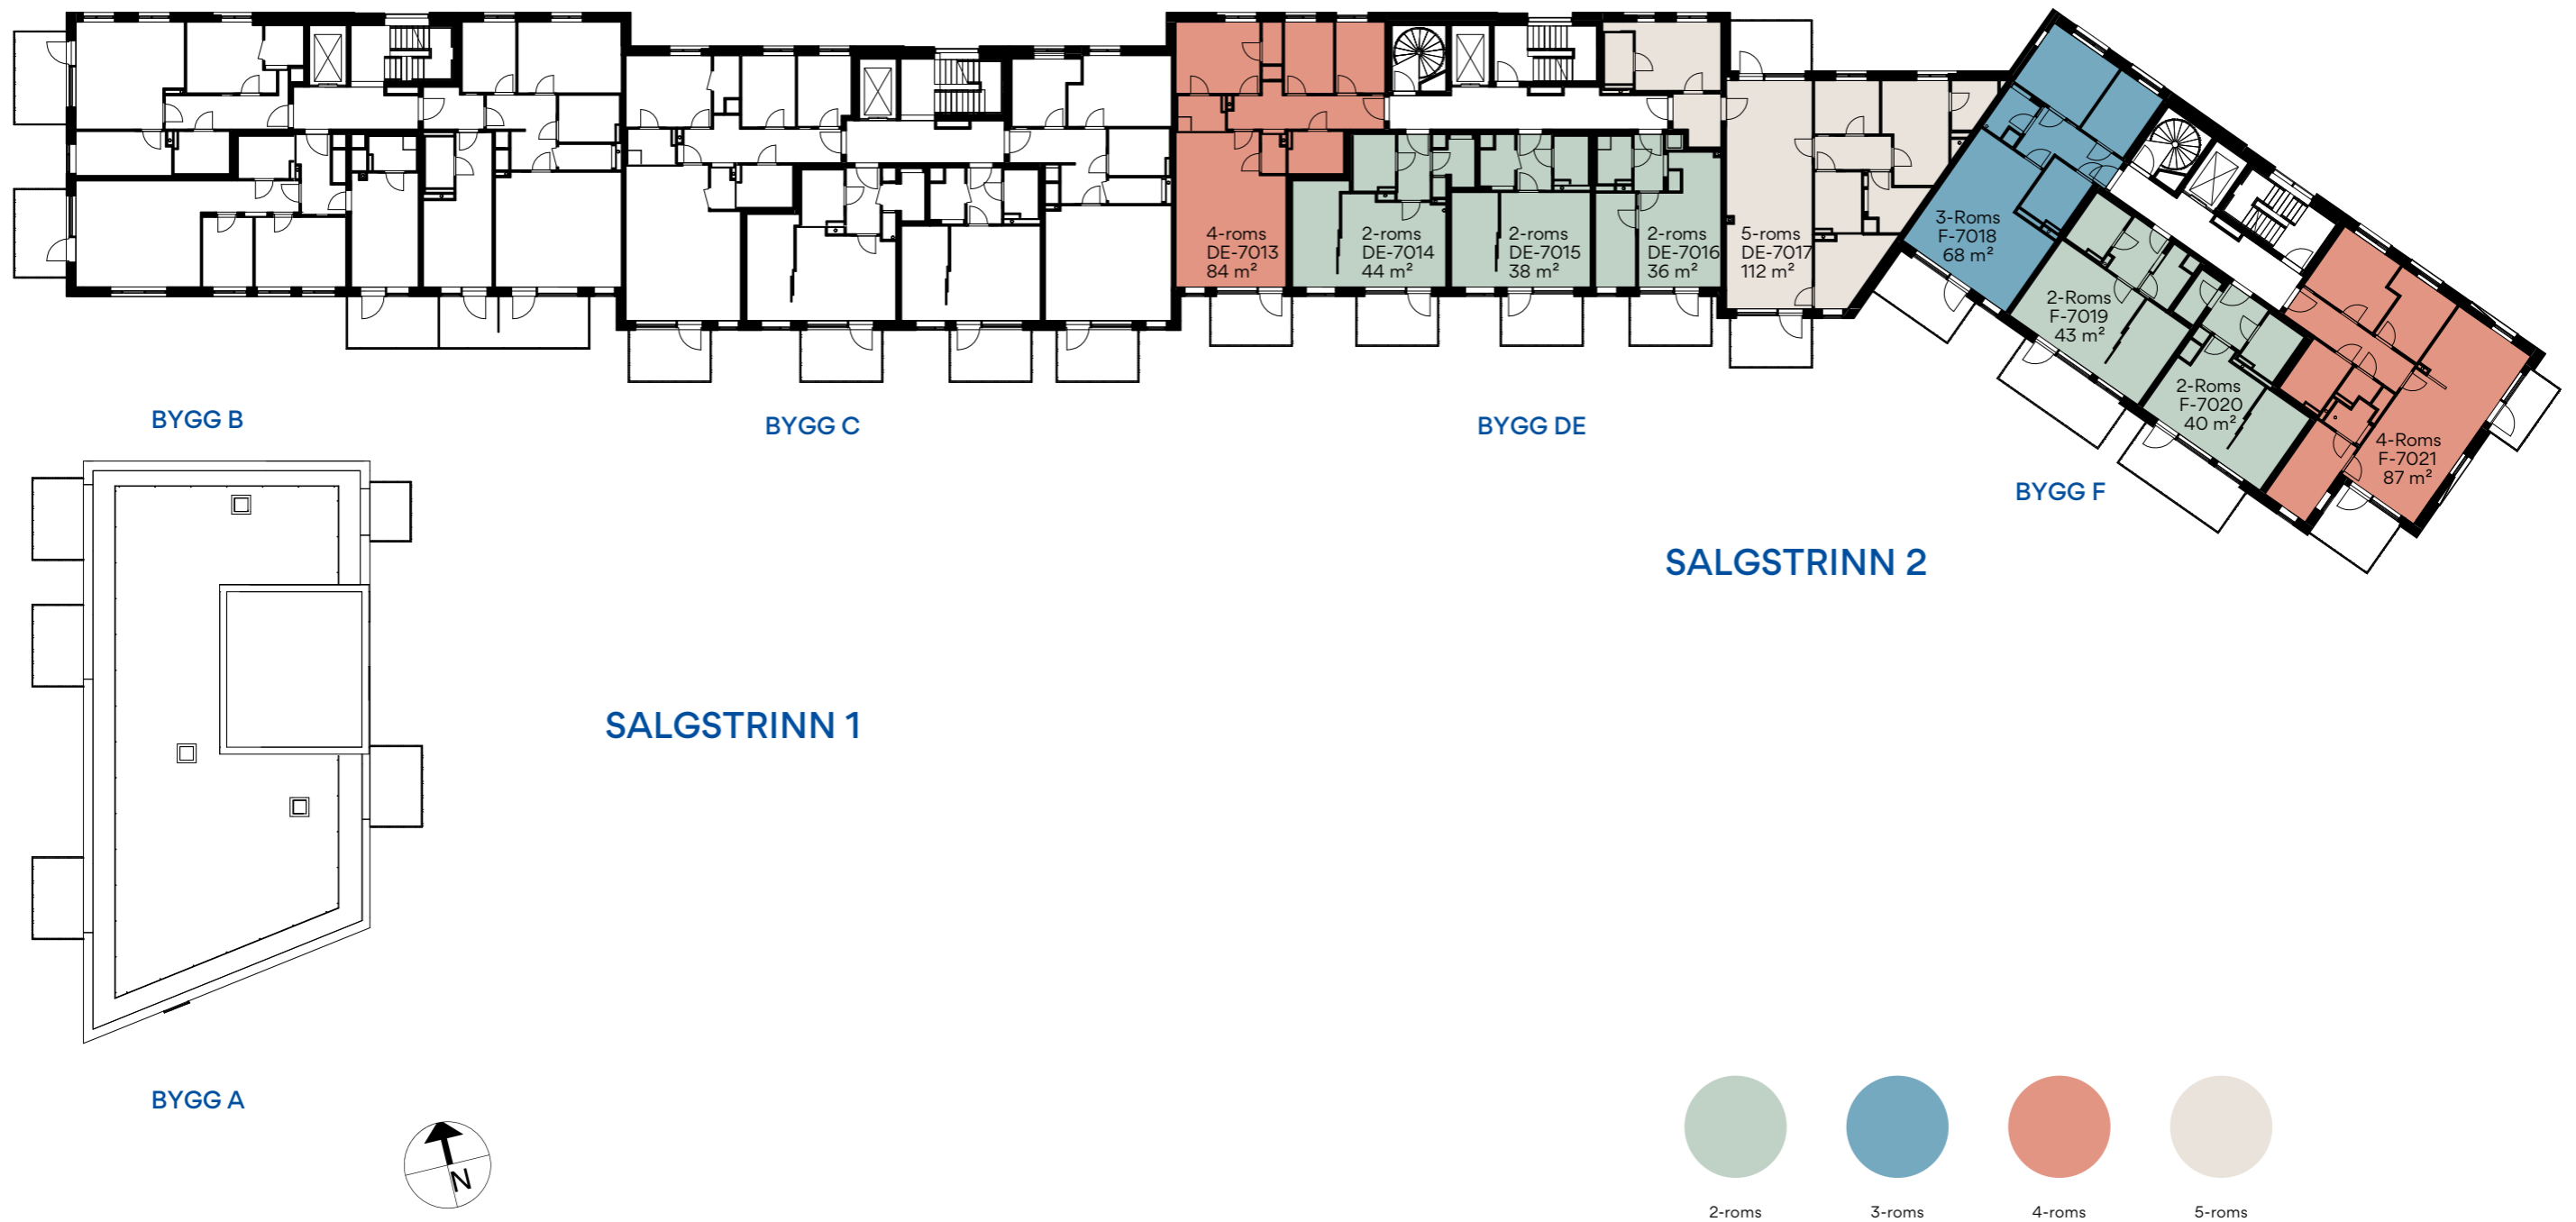 4-roms
DE-7013
84 m²
2-roms
DE-7014
44 m²
2-roms
DE-7015
38 m²
2-roms
DE-7016
36 m²
5-roms
DE-7017
112 m²
3-Roms
F-7018
68 m²
2-Roms
F-7019
43 m²
2-Roms
F-7020
40 m²
4-Roms
F-7021
87 m²
BYGG B
BYGG C
BYGG DE
BYGG F
SALGSTRINN 2
SALGSTRINN 1
BYGG A
N
2-roms
3-roms
4-roms
5-roms